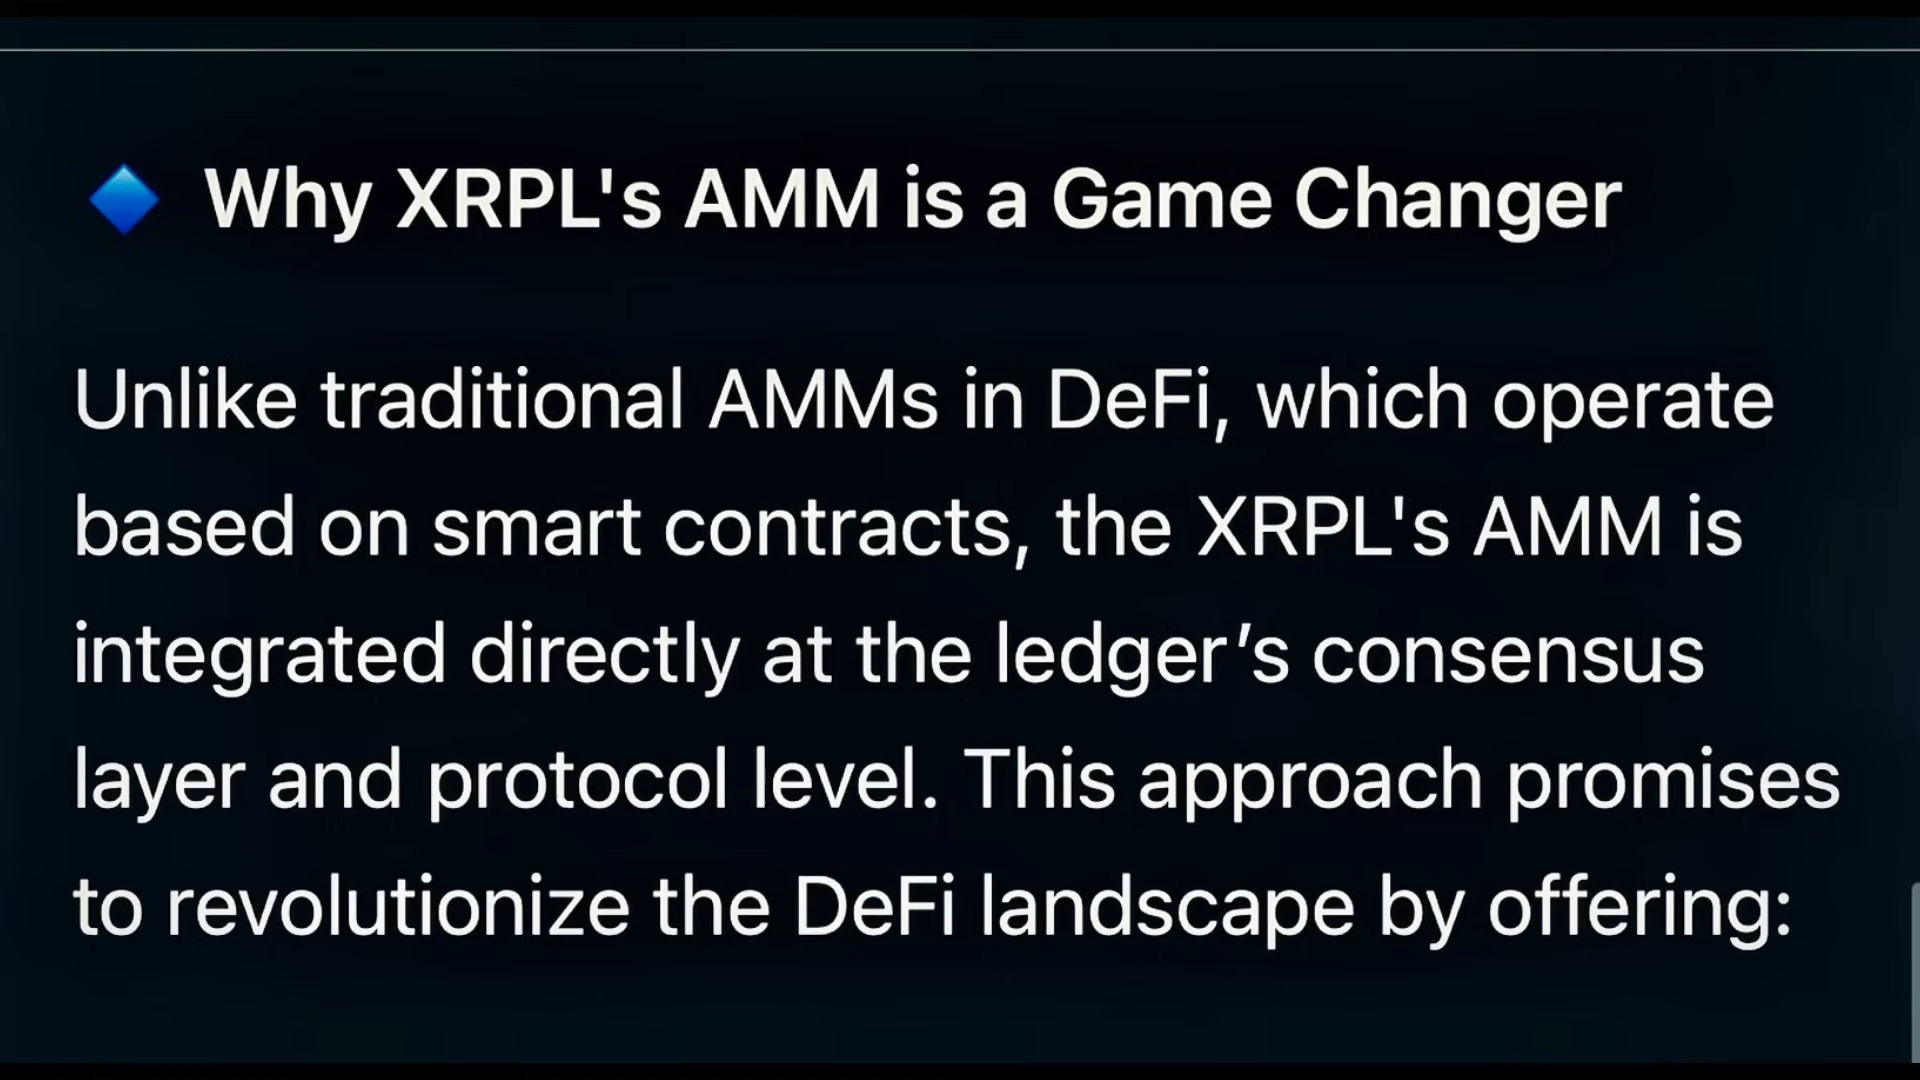 🔷 Why XRPL's AMM is a Game Changer
Unlike traditional AMMs in DeFi, which operate
based on smart contracts, the XRPL's AMM is
integrated directly at the ledger’s consensus
layer and protocol level. This approach promises
to revolutionize the DeFi landscape by offering: